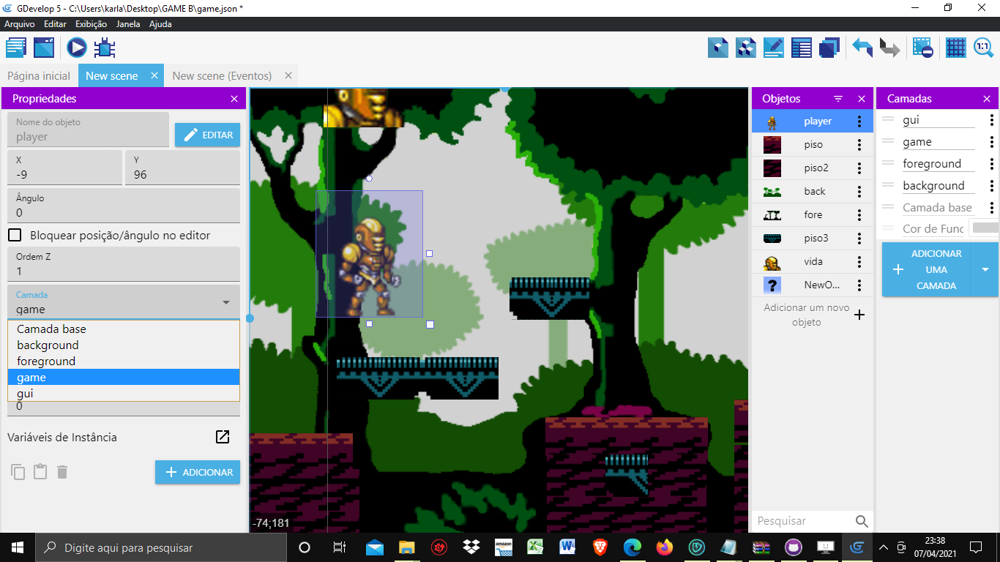 GDevelop 5 - C:\Users\karla\Desktop\GAME B\game.json *
Arquivo Editar Exibição Janela Ajuda
1:1
Página inicial New scene × New scene (Eventos) ×
Propriedades
Nome do objeto
player
EDITAR
X
-9
Y
96
Ângulo
0
Bloquear posição/ângulo no editor
Ordem Z
1
Camada
game
Camada base
background
foreground
game
gui
0
Variáveis de Instância
ADICIONAR
-74;181
Objetos
player
piso
piso2
back
fore
piso3
vida
? NewO...
Adicionar um novo
objeto
Pesquisar
Camadas
gui
game
foreground
background
Camada base
Cor de Func
ADICIONAR
UMA
CAMADA
Digite aqui para pesquisar
amazon
23:38
07/04/2021